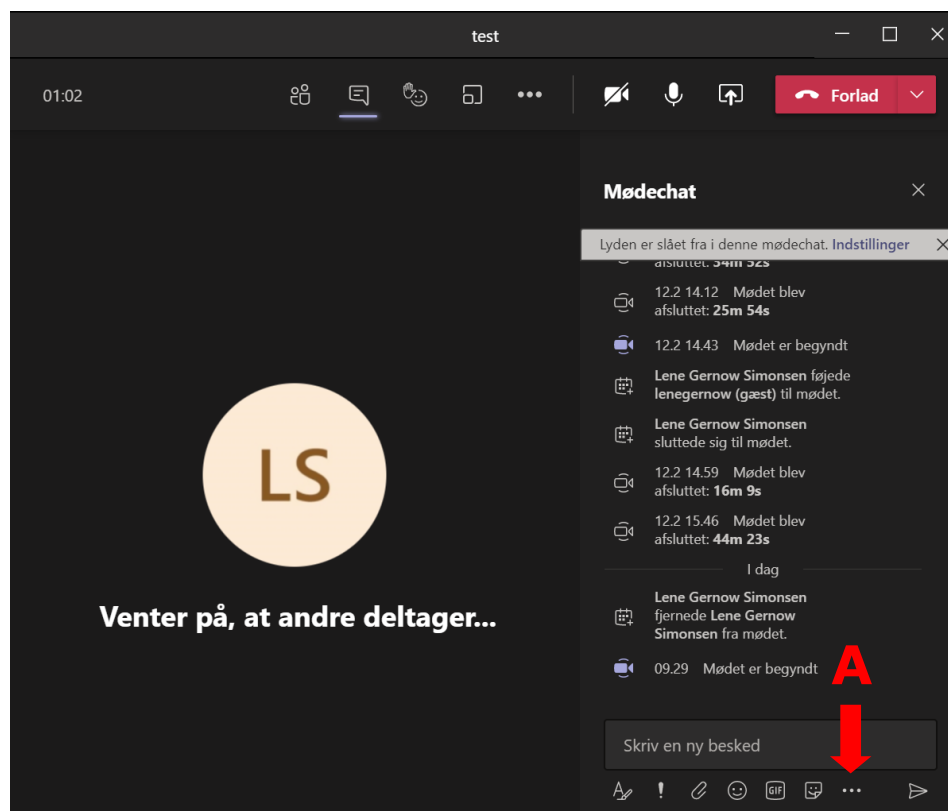 test
01:02
Forlad
Mødechat
Lyden er slået fra i denne mødechat. Indstillinger
afsluttet: 54m 52s
12.2 14.12 Mødet blev
afsluttet: 25m 54s
12.2 14.43 Mødet er begyndt
Lene Gernow Simonsen føjede
lenegernow (gæst) til mødet.
Lene Gernow Simonsen
sluttede sig til mødet.
12.2 14.59 Mødet blev
afsluttet: 16m 9s
12.2 15.46 Mødet blev
afsluttet: 44m 23s
I dag
Lene Gernow Simonsen
fjernede Lene Gernow
Simonsen fra mødet.
09.29 Mødet er begyndt
LS
Venter på, at andre deltager...
A
Skriv en ny besked
GIF